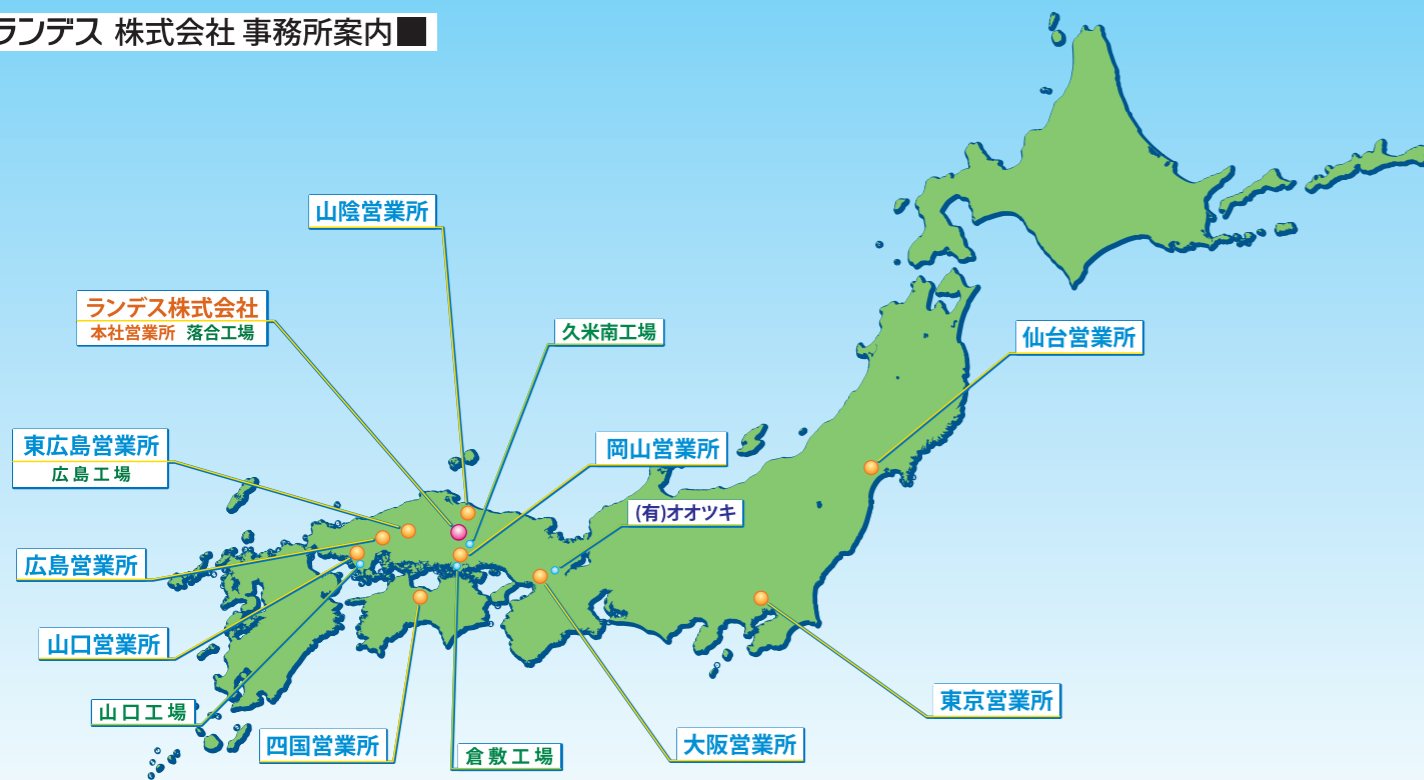 ランデス 株式会社 事務所案内■
山陰営業所
ランデス株式会社
本社営業所 落合工場
久米南工場
仙台営業所
東広島営業所
広島工場
岡山営業所
(有)オオツキ
広島営業所
山口営業所
山口工場
四国営業所
倉敷工場
大阪営業所
東京営業所